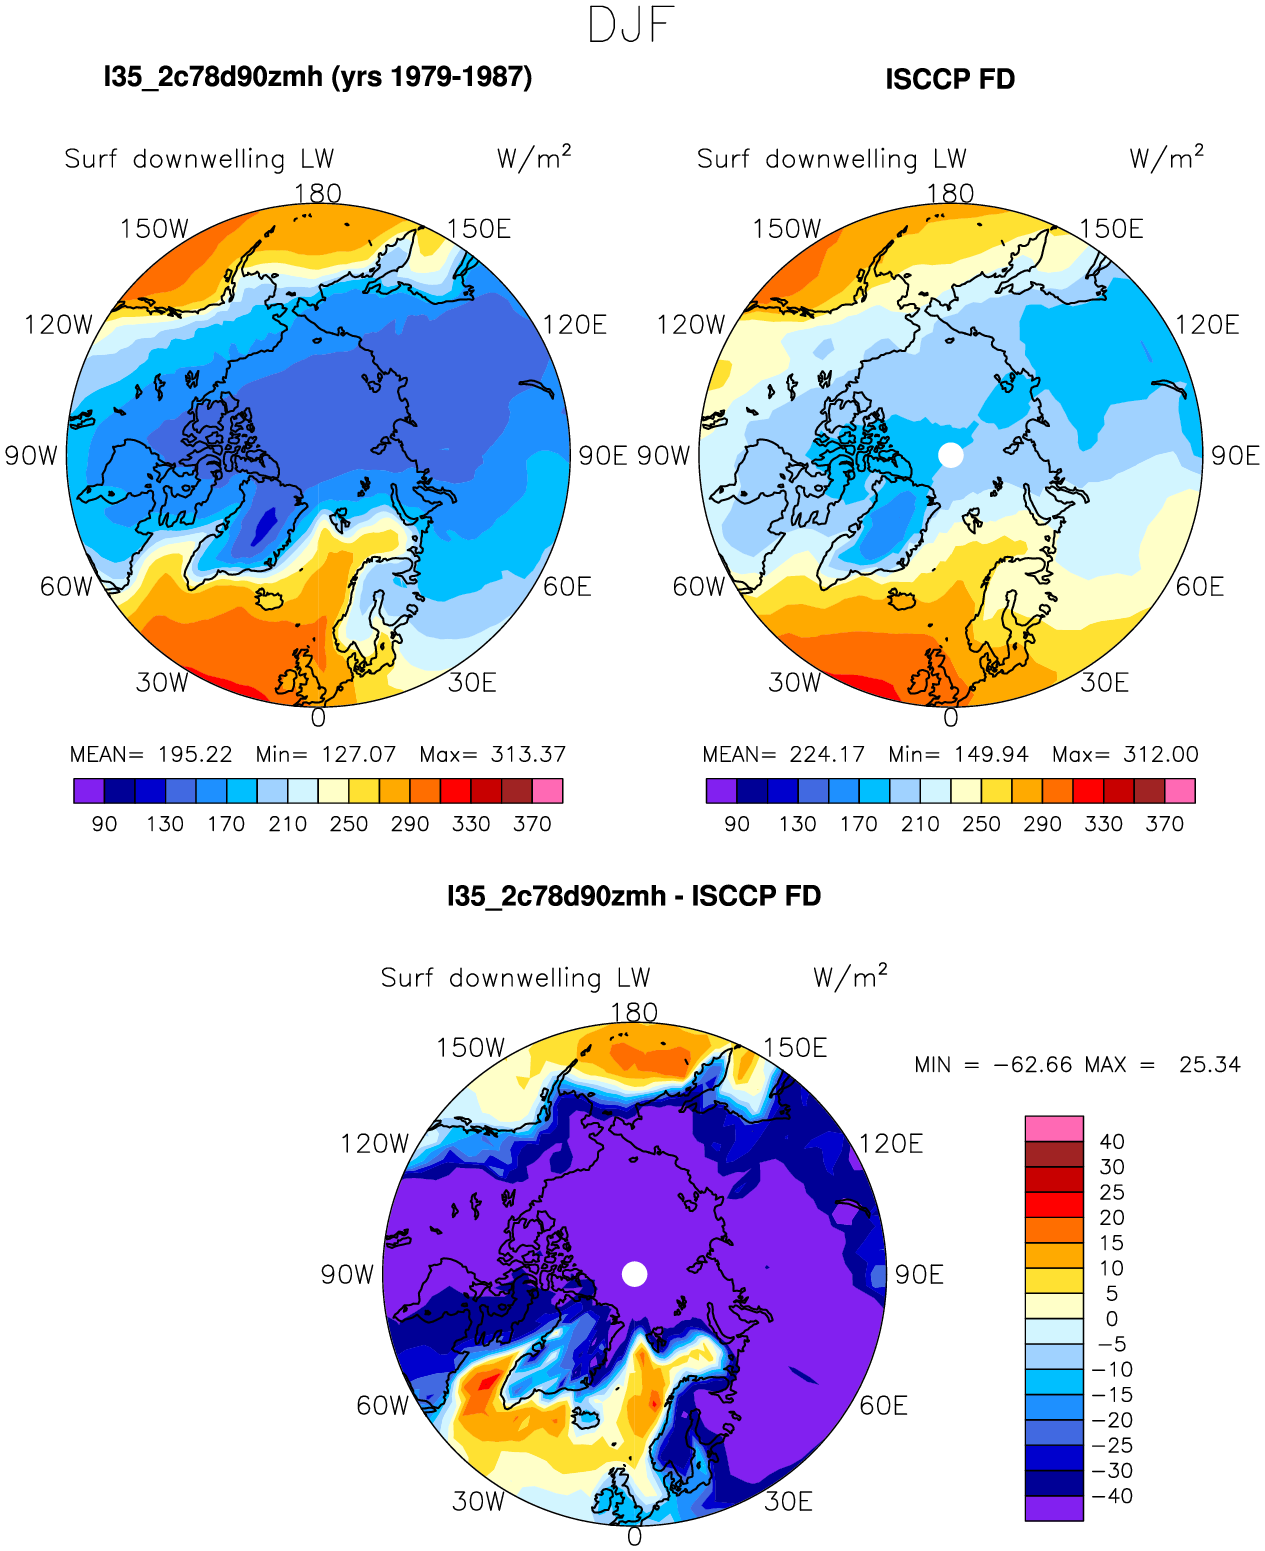 DJF
I35_2c78d90zmh (yrs 1979-1987)
ISCCP FD
Surf downwelling LW W/m²
Surf downwelling LW W/m²
180
180
150W 150E
150W 150E
120W 120E
120W 120E
90W 90E
90W 90E
60W 60E
60W 60E
30W 30E
30W 30E
0
0
MEAN= 195.22 Min= 127.07 Max= 313.37
MEAN= 224.17 Min= 149.94 Max= 312.00
90 130 170 210 250 290 330 370
90 130 170 210 250 290 330 370
I35_2c78d90zmh - ISCCP FD
Surf downwelling LW W/m²
180
150W 150E
MIN = −62.66 MAX = 25.34
120W 120E
90W 90E
60W 60E
30W 30E
0
40
30
25
20
15
10
5
0
−5
−10
−15
−20
−25
−30
−40